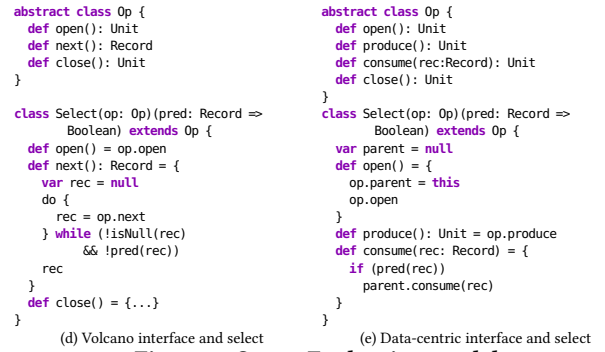 abstract class Op {
def open(): Unit
def next(): Record
def close(): Unit
}
class Select(op: Op)(pred: Record =>
Boolean) extends Op {
def open() = op.open
def next(): Record = {
var rec = null
do {
rec = op.next
} while (!isNull(rec)
&& !pred(rec))
rec
}
def close() = {...}
}
(d) Volcano interface and select
abstract class Op {
def open(): Unit
def produce(): Unit
def consume(rec:Record): Unit
def close(): Unit
}
class Select(op: Op)(pred: Record =>
Boolean) extends Op {
var parent = null
def open() = {
op.parent = this
op.open
}
def produce(): Unit = op.produce
def consume(rec: Record) = {
if (pred(rec))
parent.consume(rec)
}
}
(e) Data-centric interface and select